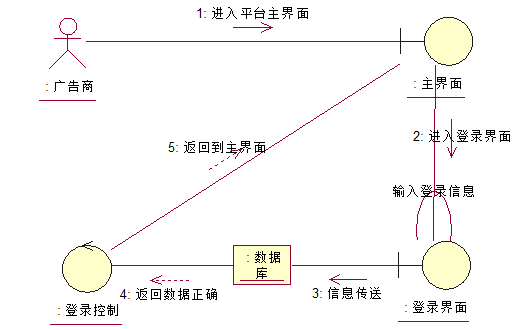 1: 进入平台主界面
: 广告商
: 主界面
2: 进入登录界面
5: 返回到主界面
输入登录信息
: 数据
库
4: 返回数据正确
3: 信息传送
: 登录控制
: 登录界面